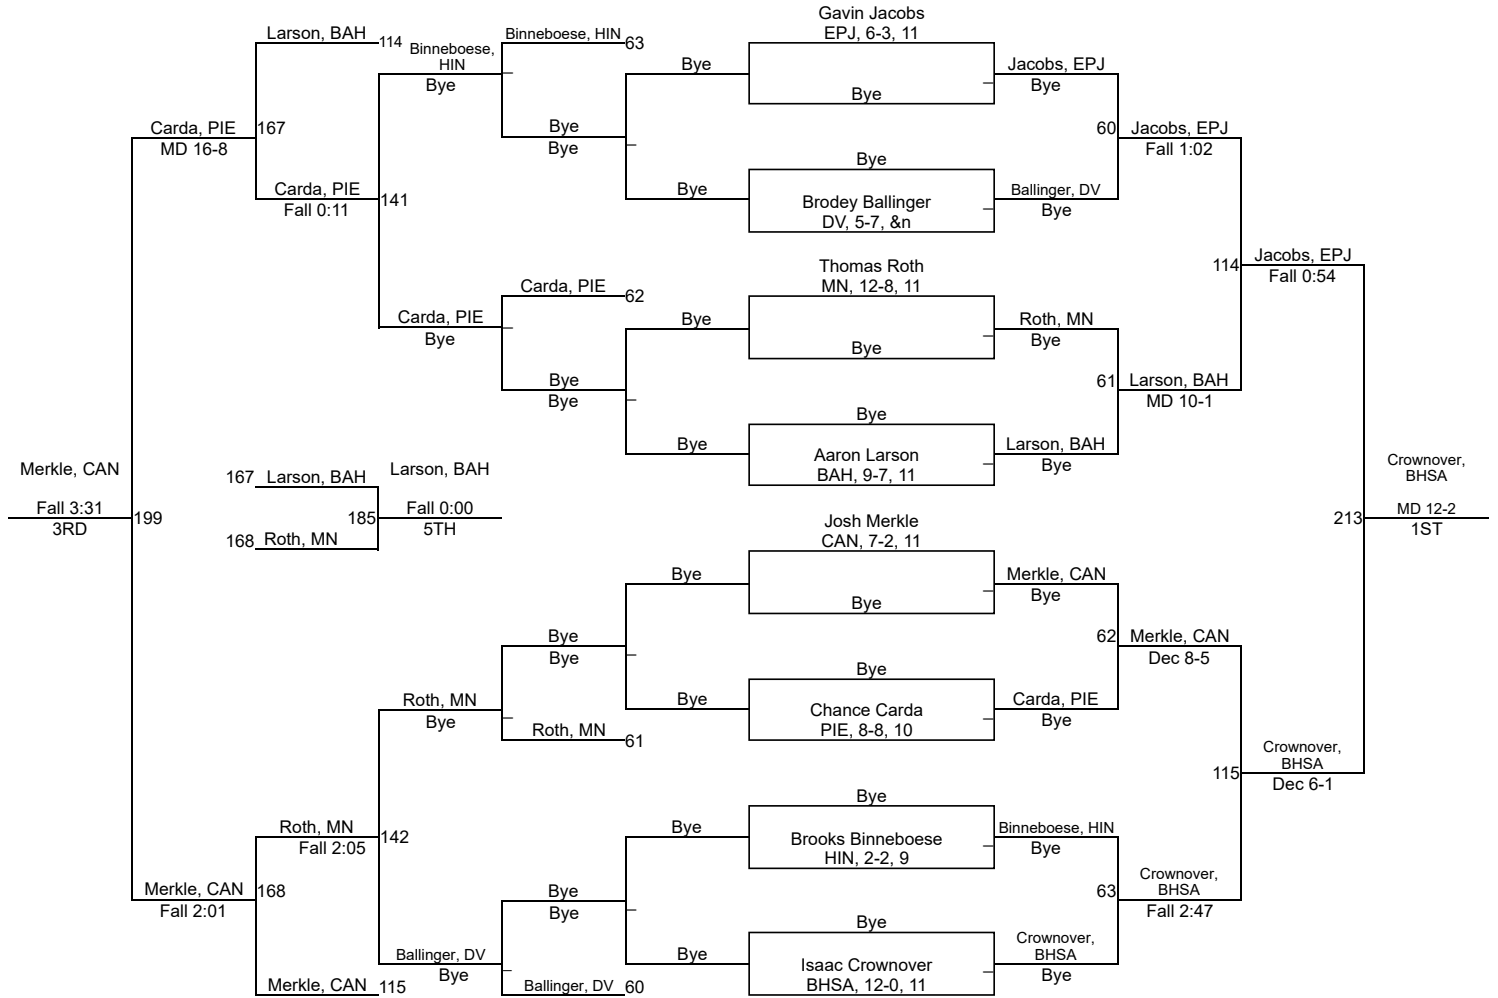 Gavin Jacobs
EPJ, 6-3, 11
Larson, BAH 114
Binneboese, HIN 63
Binneboese,
HIN
Bye
Bye
Bye
Jacobs, EPJ
Bye
Carda, PIE 167
MD 16-8
Bye
Bye
60 Jacobs, EPJ
Fall 1:02
Bye
Carda, PIE
Fall 0:11
141
Bye
Brodey Ballinger
DV, 5-7, &n
Ballinger, DV
Bye
114 Jacobs, EPJ
Fall 0:54
Thomas Roth
MN, 12-8, 11
Carda, PIE 62
Carda, PIE
Bye
Bye
Bye
Roth, MN
Bye
Bye
Bye
61 Larson, BAH
MD 10-1
Bye
Bye
Aaron Larson
BAH, 9-7, 11
Larson, BAH
Bye
Merkle, CAN
Fall 3:31
3RD
199
167 Larson, BAH
168 Roth, MN
185
Larson, BAH
Fall 0:00
5TH
Crownover,
BHSA
213 MD 12-2
1ST
Josh Merkle
CAN, 7-2, 11
Bye
Bye
Merkle, CAN
Bye
Bye
Bye
62 Merkle, CAN
Dec 8-5
Bye
Roth, MN
Bye
Bye
Chance Carda
PIE, 8-8, 10
Carda, PIE
Bye
Roth, MN 61
115
Crownover,
BHSA
Dec 6-1
Bye
Roth, MN
Fall 2:05
142
Bye
Brooks Binneboese
HIN, 2-2, 9
Binneboese, HIN
Bye
Merkle, CAN 168
Fall 2:01
Bye
Bye
63
Crownover,
BHSA
Fall 2:47
Bye
Ballinger, DV
Bye
Bye
Isaac Crownover
BHSA, 12-0, 11
Crownover,
BHSA
Bye
Merkle, CAN 115
Ballinger, DV 60